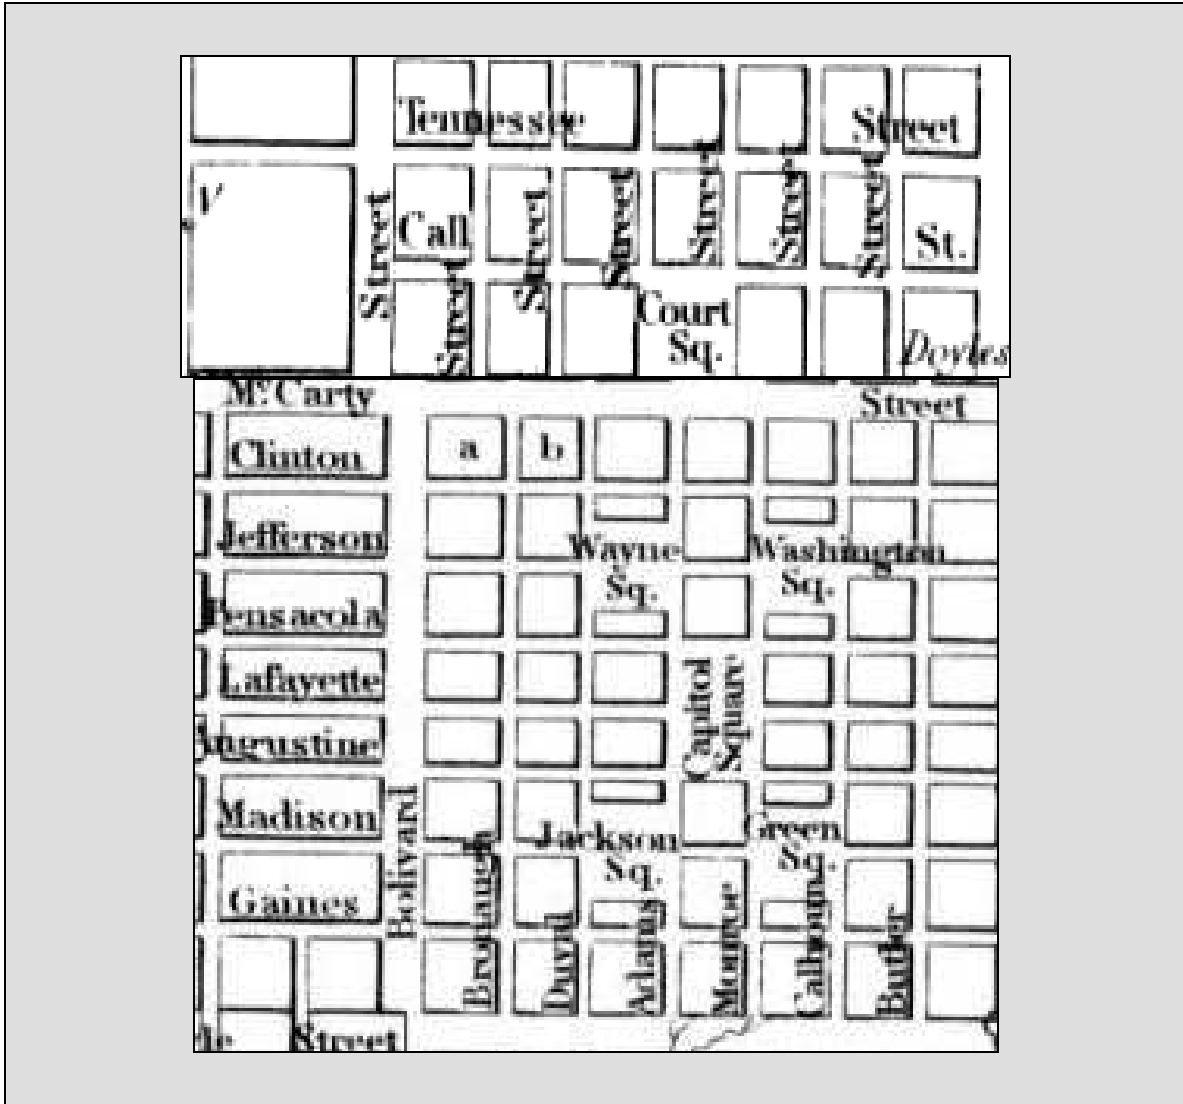 Tennessee Street
V
Call St.
Street
Street
Street
Street
Street
Street
Street
Court
Sq.
Doyles
Mc. Carty Street
Clinton
a b
Jefferson
Wayne
Sq.
Washington
Sq.
Pensacola
Lafayette
Capitol
Square
Augustine
Madison
Jackson
Sq.
Green
Sq.
Gaines
Bolivard
Bronaugh
Duval
Adams
Monroe
Calhoun
Butler
Street